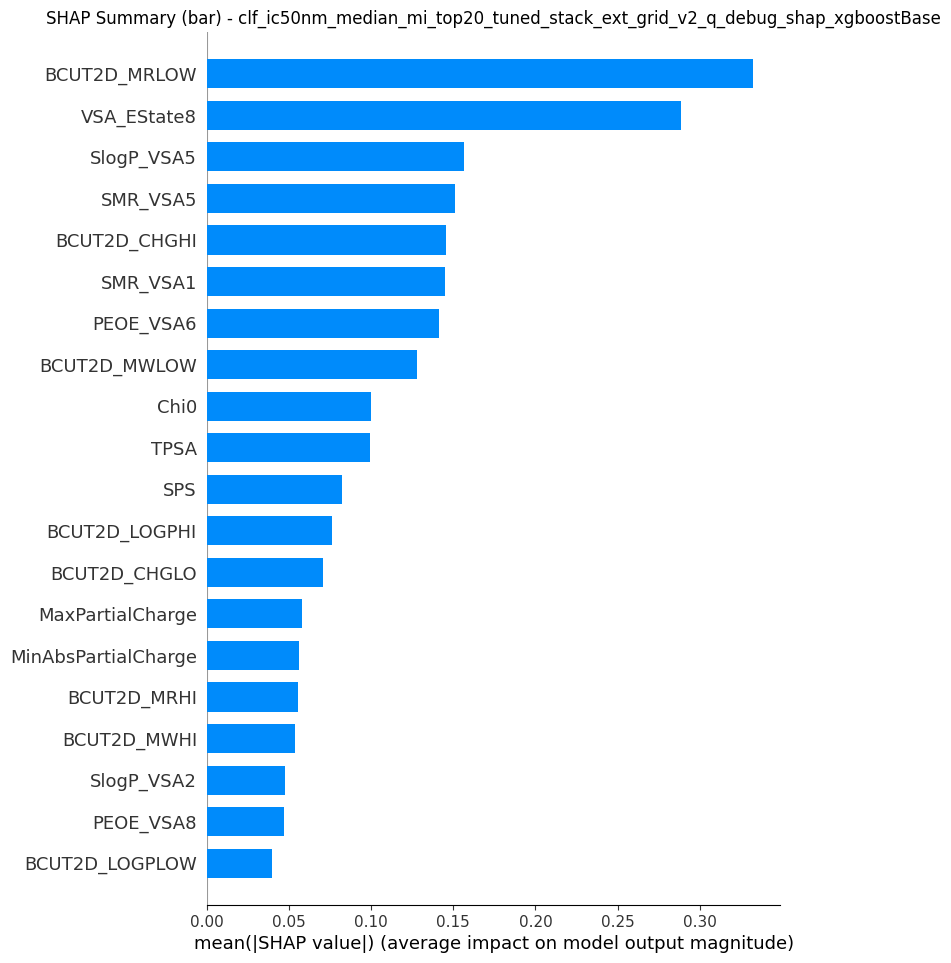 SHAP Summary (bar) - clf_ic50nm_median_mi_top20_tuned_stack_ext_grid_v2_q_debug_shap_xgboostBase
BCUT2D_MRLOW
VSA_EState8
SlogP_VSA5
SMR_VSA5
BCUT2D_CHGHI
SMR_VSA1
PEOE_VSA6
BCUT2D_MWLOW
Chi0
TPSA
SPS
BCUT2D_LOGPHI
BCUT2D_CHGLO
MaxPartialCharge
MinAbsPartialCharge
BCUT2D_MRHI
BCUT2D_MWHI
SlogP_VSA2
PEOE_VSA8
BCUT2D_LOGPLOW
0.00 0.05 0.10 0.15 0.20 0.25 0.30
mean(|SHAP value|) (average impact on model output magnitude)